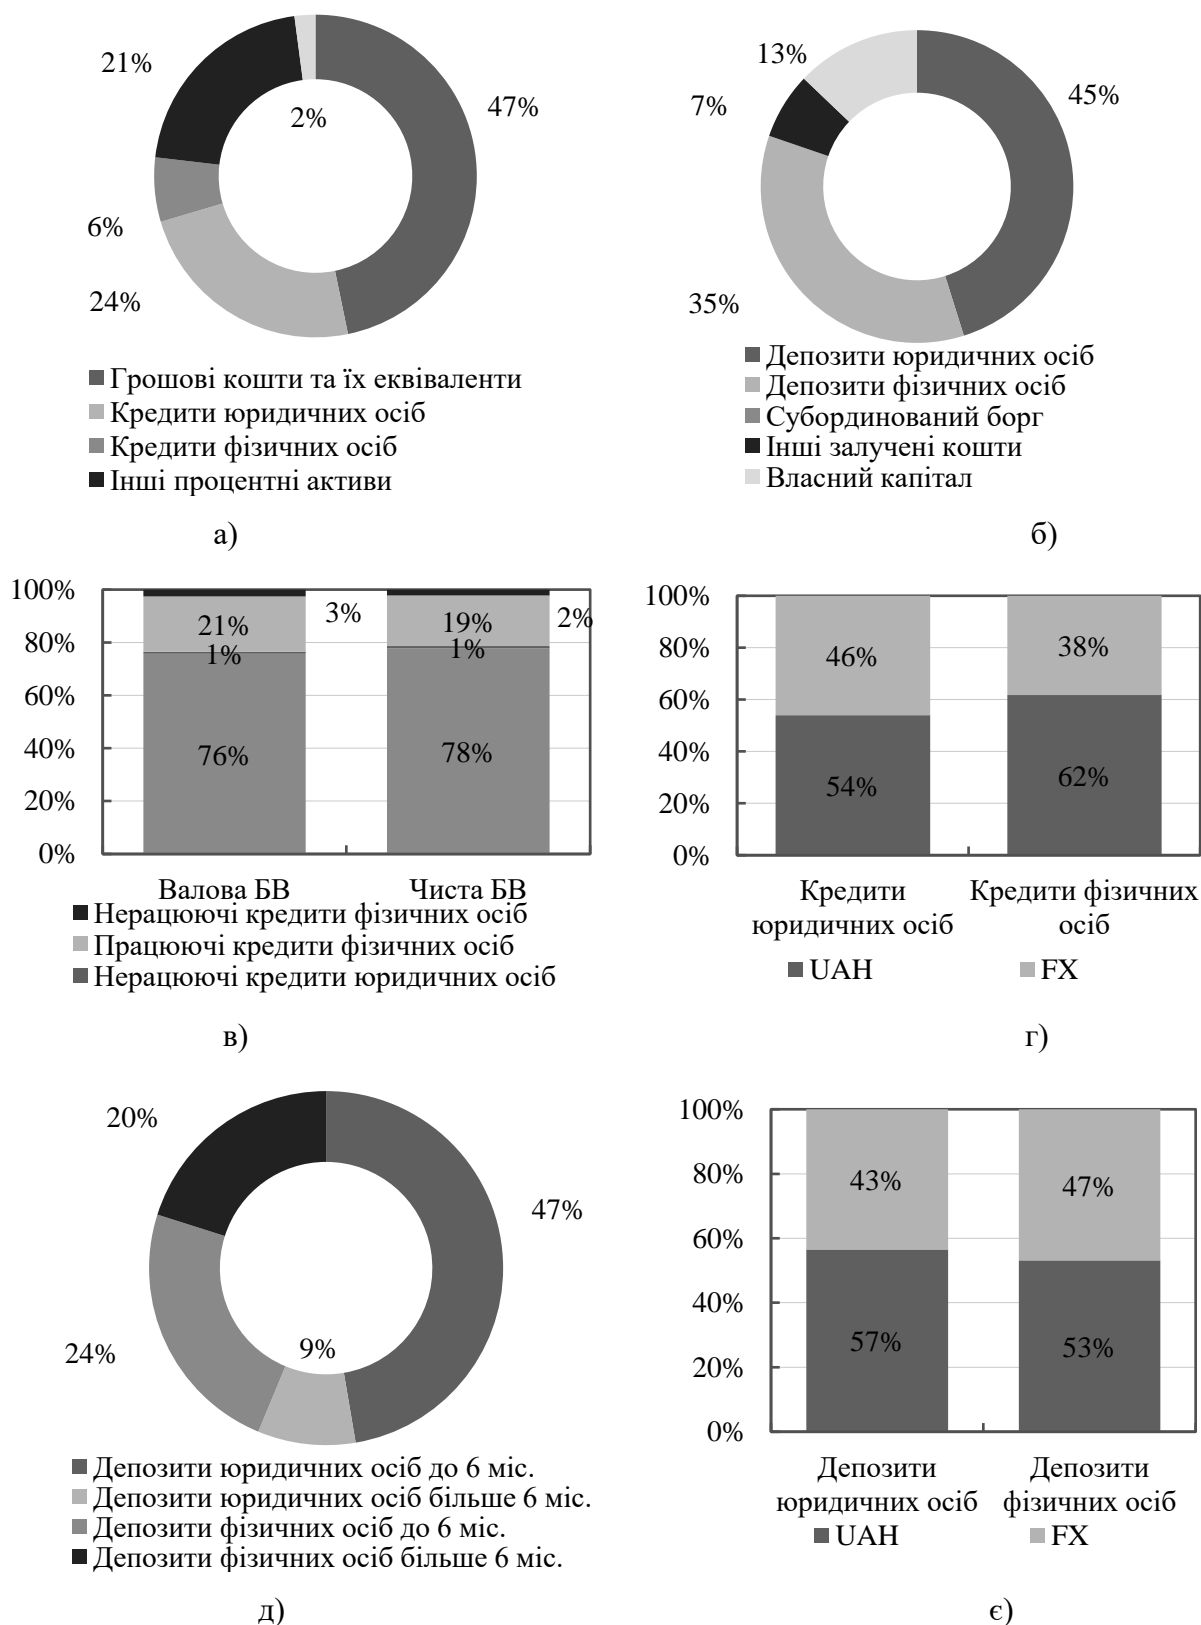 21%
2%
47%
6%
24%
Грошові кошти та їх еквіваленти
Кредити юридичних осіб
Кредити фізичних осіб
Інші процентні активи
а)
13%
7%
45%
35%
Депозити юридичних осіб
Депозити фізичних осіб
Субординований борг
Інші залучені кошти
Власний капітал
б)
100%
80%
60%
40%
20%
0%
21%
3%
19%
2%
1%
1%
76%
78%
Валова БВ
Чиста БВ
Нерацюючі кредити фізичних осіб
Працюючі кредити фізичних осіб
Нерацюючі кредити юридичних осіб
в)
100%
80%
60%
40%
20%
0%
46%
38%
54%
62%
Кредити
юридичних осіб
Кредити фізичних
осіб
UAH
FX
г)
20%
47%
24%
9%
Депозити юридичних осіб до 6 міс.
Депозити юридичних осіб більше 6 міс.
Депозити фізичних осіб до 6 міс.
Депозити фізичних осіб більше 6 міс.
д)
100%
80%
60%
40%
20%
0%
43%
47%
57%
53%
Депозити
юридичних осіб
Депозити
фізичних осіб
UAH
FX
є)